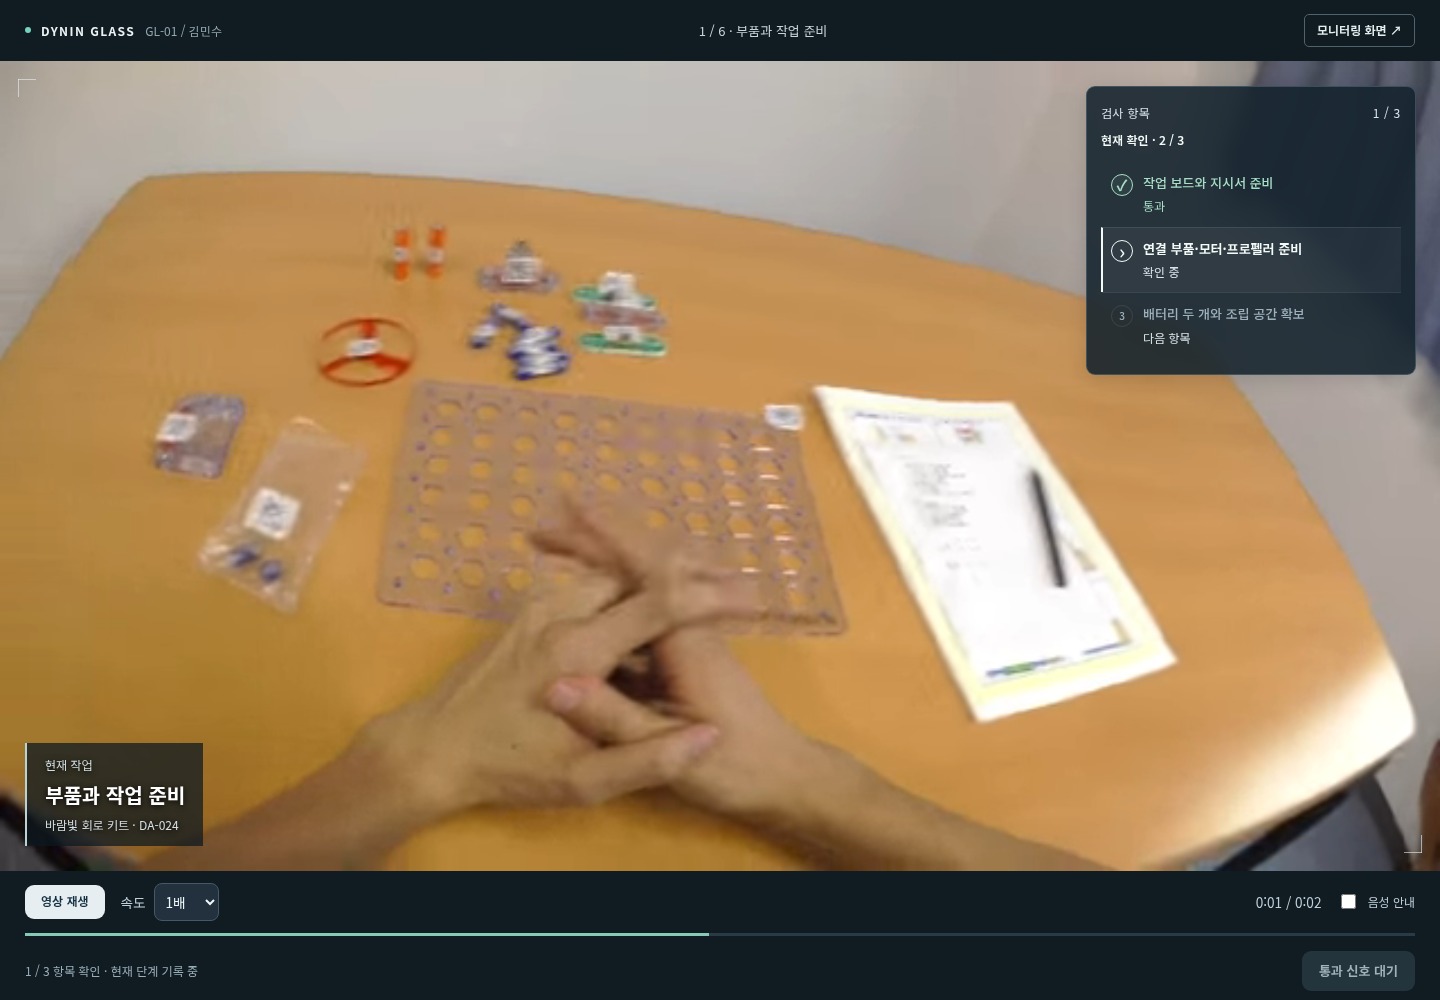 DYNIN GLASS GL-01 / 김민수
1 / 6 · 부품과 작업 준비
모니터링 화면 ↗
검사 항목 1 / 3
현재 확인 · 2 / 3
작업 보드와 지시서 준비
통과
연결 부품·모터·프로펠러 준비
확인 중
3 배터리 두 개와 조립 공간 확보
다음 항목
현재 작업
부품과 작업 준비
바람빛 회로 키트 · DA-024
영상 재생 속도 1배
0:01 / 0:02 음성 안내
1 / 3 항목 확인 · 현재 단계 기록 중
통과 신호 대기